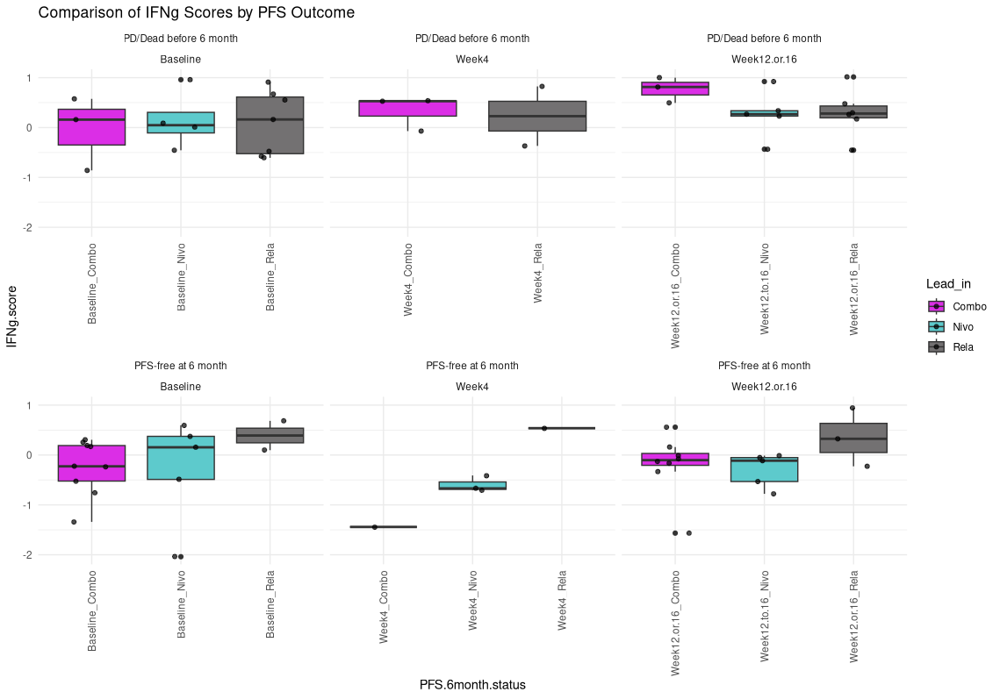 Comparison of IFNg Scores by PFS Outcome
PD/Dead before 6 month
PD/Dead before 6 month
PD/Dead before 6 month
Baseline
Week4
Week12.or.16
1
0
-1
-2
Baseline_Combo
Baseline_Nivo
Baseline_Rela
Week4_Combo
Week4_Rela
Week12.or.16_Combo
Week12.to.16_Nivo
Week12.or.16_Rela
IFNg.score
Lead_in
Combo
Nivo
Rela
PFS-free at 6 month
PFS-free at 6 month
PFS-free at 6 month
Baseline
Week4
Week12.or.16
1
0
-1
-2
Baseline_Combo
Baseline_Nivo
Baseline_Rela
Week4_Combo
Week4_Nivo
Week4_Rela
Week12.or.16_Combo
Week12.to.16_Nivo
Week12.or.16_Rela
PFS.6month.status